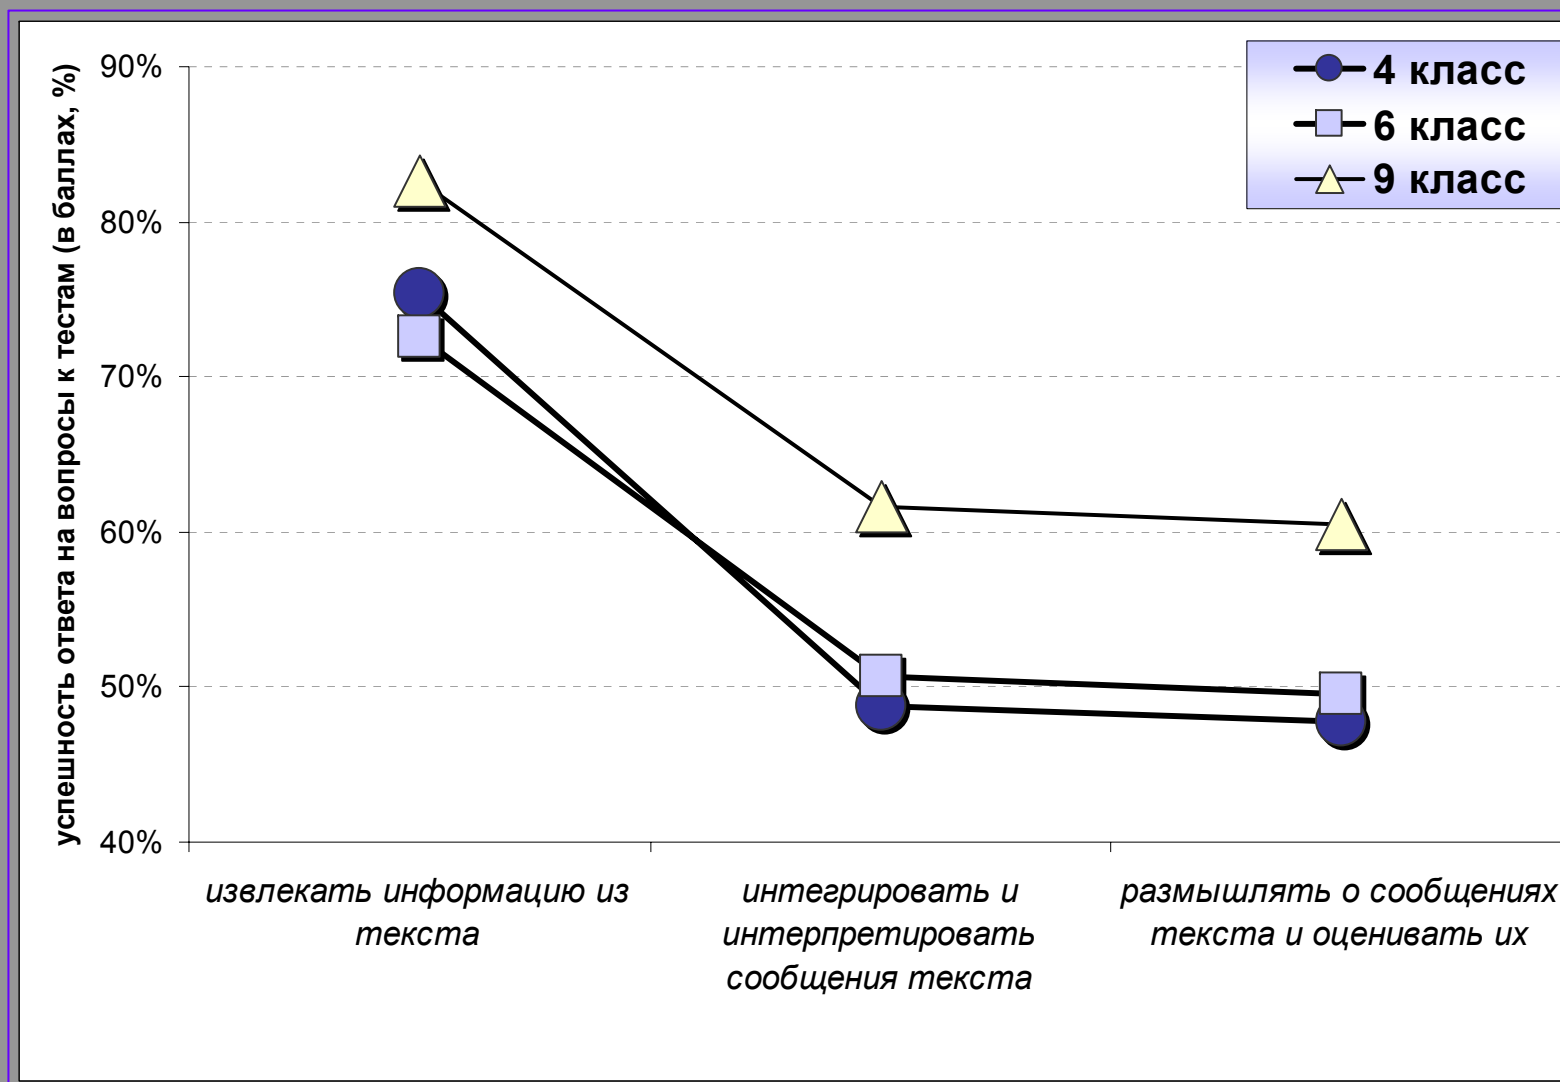 успешность ответа на вопросы к тестам (в баллах, %)
90%
80%
70%
60%
50%
40%
4 класс
6 класс
9 класс
извлекать информацию из
текста
интегрировать и
интерпретировать
сообщения текста
размышлять о сообщениях
текста и оценивать их